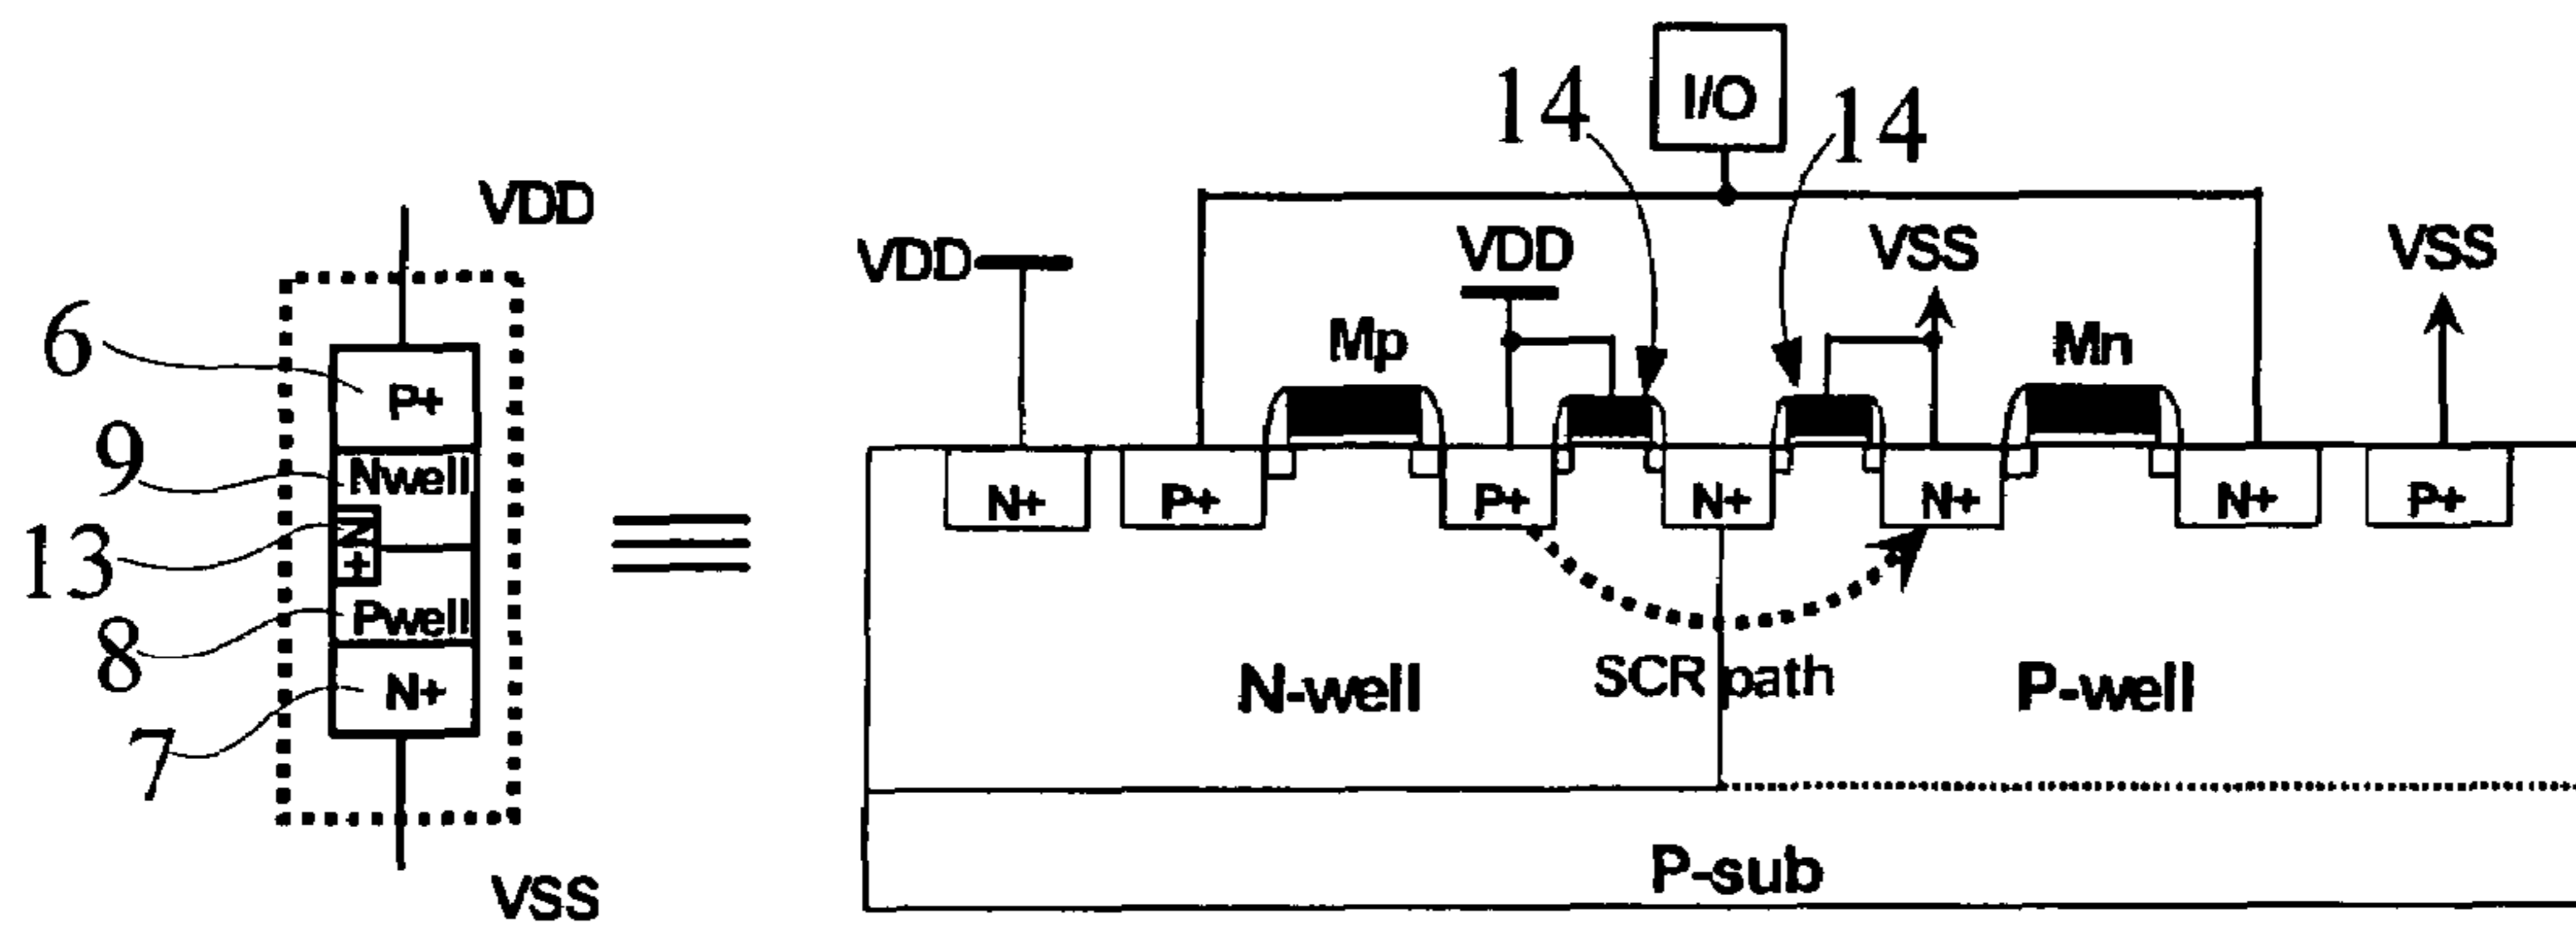 VDD
6
P+
9
Nwell
13
N+
8
Pwell
7
N+
VSS
I/O
14
14
VDD
VDD
VSS
VSS
Mp
Mn
N+
P+
P+
N+
N+
N+
P+
SCR path
N-well
P-well
P-sub